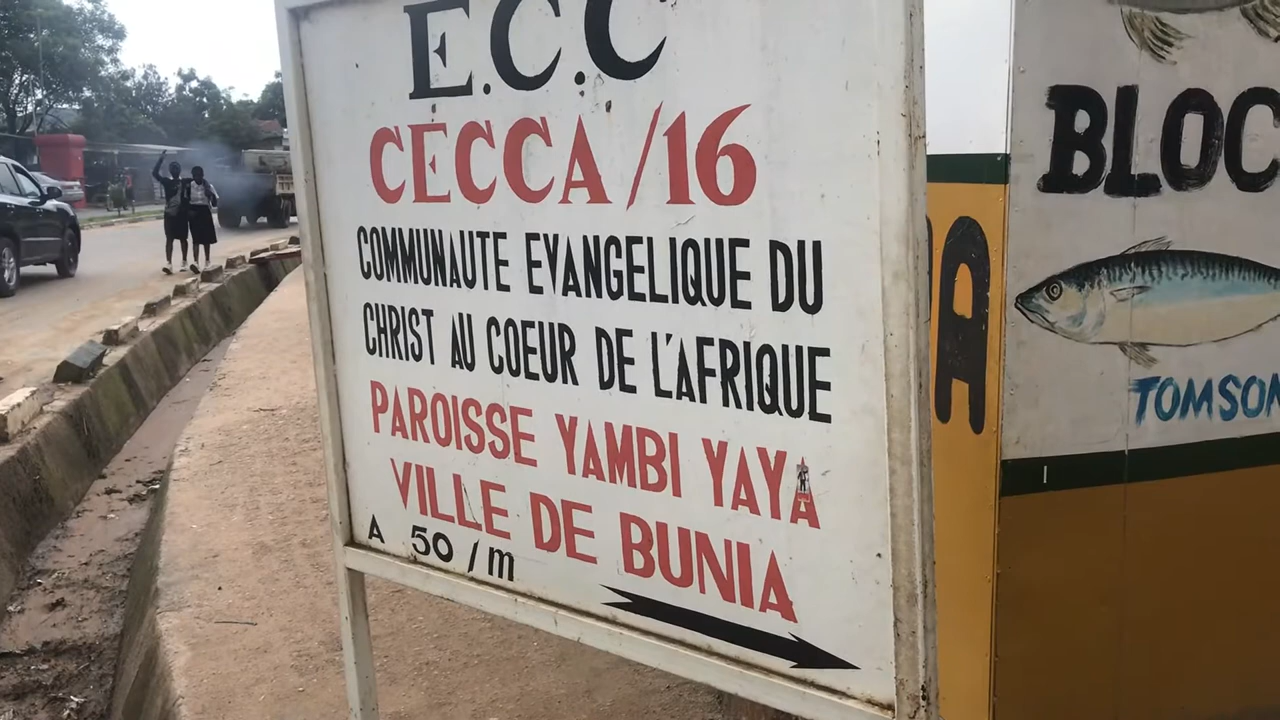 E.C.C
CECCA/16
COMMUNAUTE EVANGELIQUE DU
CHRIST AU COEUR DE L'AFRIQUE
PAROISSE YAMBI YAYA
VILLE DE BUNIA
A 50/m
A
BLOC
TOMSON